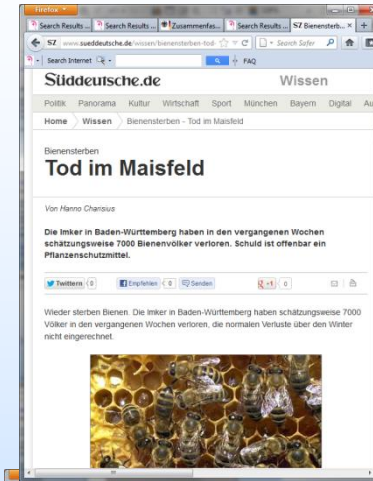 Firefox
Search Results ...
Search Results ...
Zusammenfas...
Search Results ...
SZ Bienensterb...
www.sueddeutsche.de/wissen/bienensterben-tod-
Search Safer
Search Internet
FAQ
Süddeutsche.de
Wissen
Politik Panorama Kultur Wirtschaft Sport München Bayern Digital
Home Wissen Bienensterben - Tod im Maisfeld
Bienensterben
Tod im Maisfeld
Von Hanno Charisius
Die Imker in Baden-Württemberg haben in den vergangenen Wochen
schätzungsweise 7000 Bienenvölker verloren. Schuld ist offenbar ein
Pflanzenschutzmittel.
Twittern 0 Empfehlen 0 Senden +1 0
Wieder sterben Bienen. Die Imker in Baden-Württemberg haben schätzungsweise 7000
Völker in den vergangenen Wochen verloren, die normalen Verluste über den Winter
nicht eingerechnet.